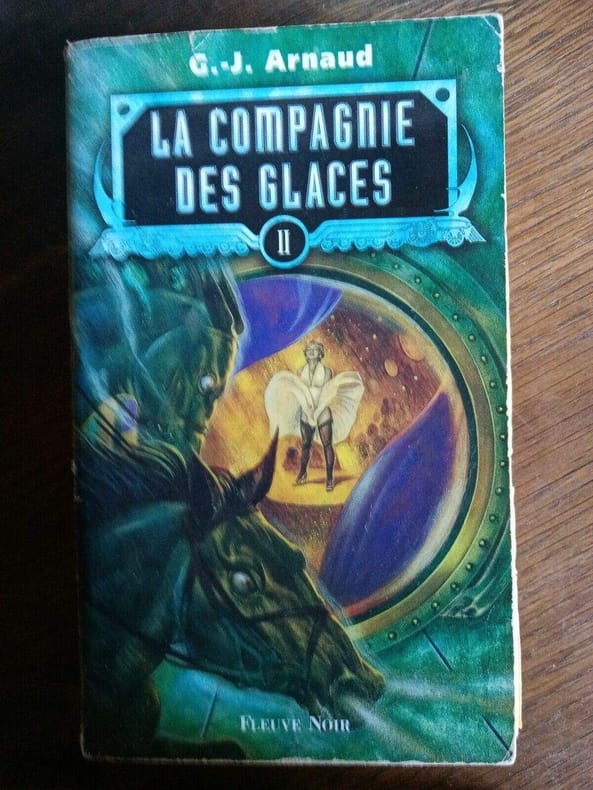 G.-J. Arnaud
LA COMPAGNIE
DES GLACES
II
FLEUVE NOIR